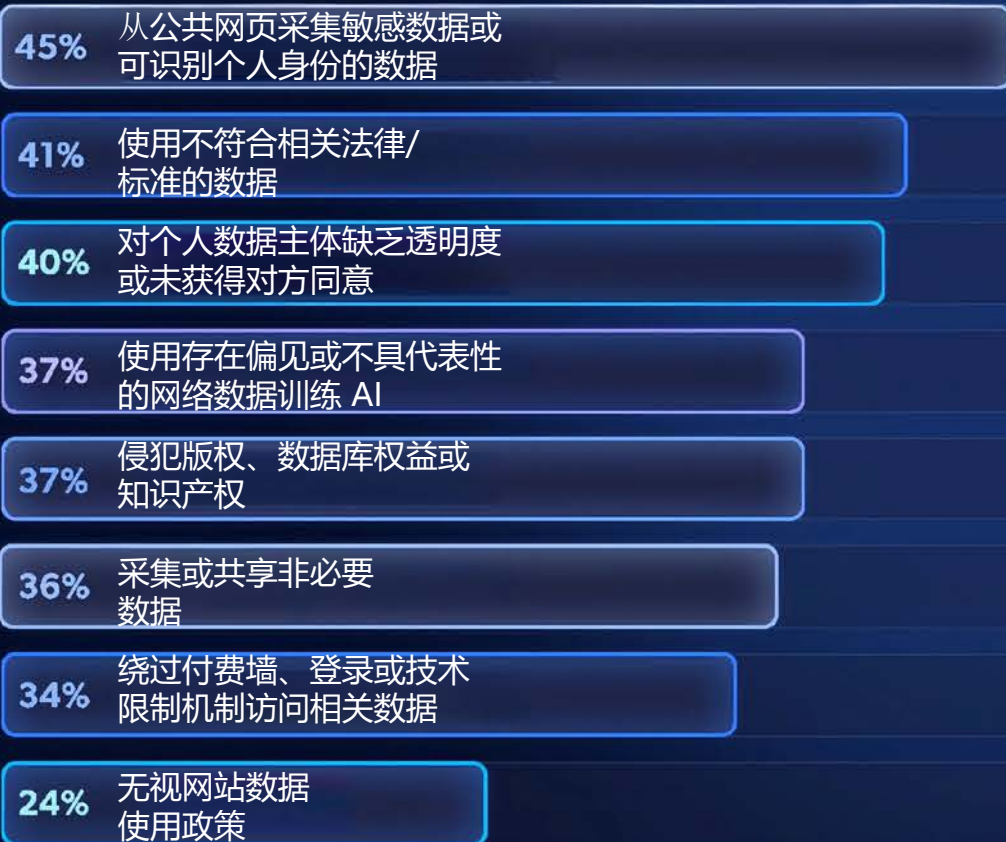 45%
从公共网页采集敏感数据或
可识别个人身份的数据
41%
使用不符合相关法律/
标准的数据
40%
对个人数据主体缺乏透明度
或未获得对方同意
37%
使用存在偏见或不具代表性
的网络数据训练 AI
37%
侵犯版权、数据库权益或
知识产权
36%
采集或共享非必要
数据
34%
绕过付费墙、登录或技术
限制机制访问相关数据
24%
无视网站数据
使用政策